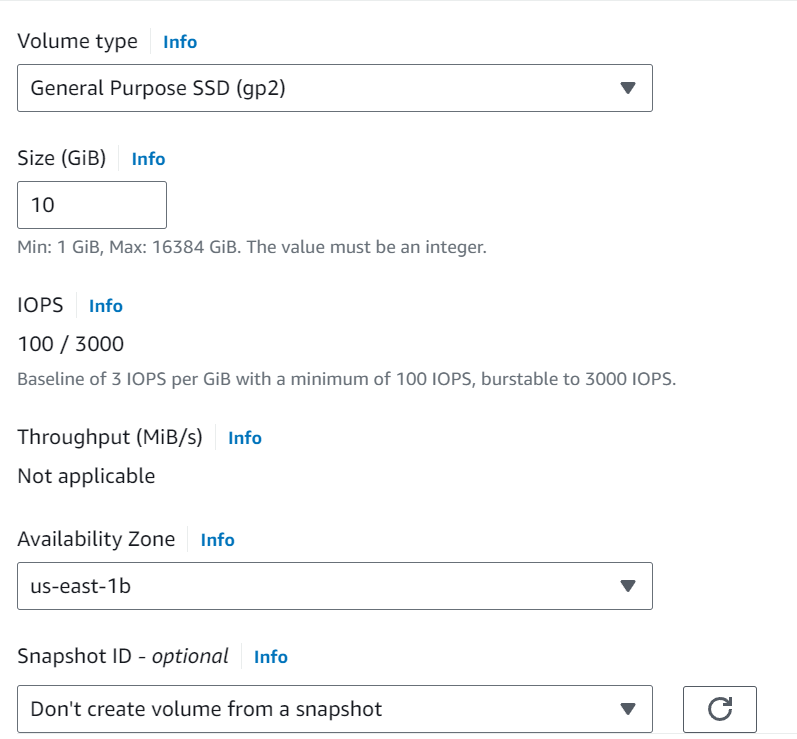 Volume type Info
General Purpose SSD (gp2)
Size (GiB) Info
10
Min: 1 GiB, Max: 16384 GiB. The value must be an integer.
IOPS Info
100 / 3000
Baseline of 3 IOPS per GiB with a minimum of 100 IOPS, burstable to 3000 IOPS.
Throughput (MiB/s) Info
Not applicable
Availability Zone Info
us-east-1b
Snapshot ID - optional Info
Don't create volume from a snapshot